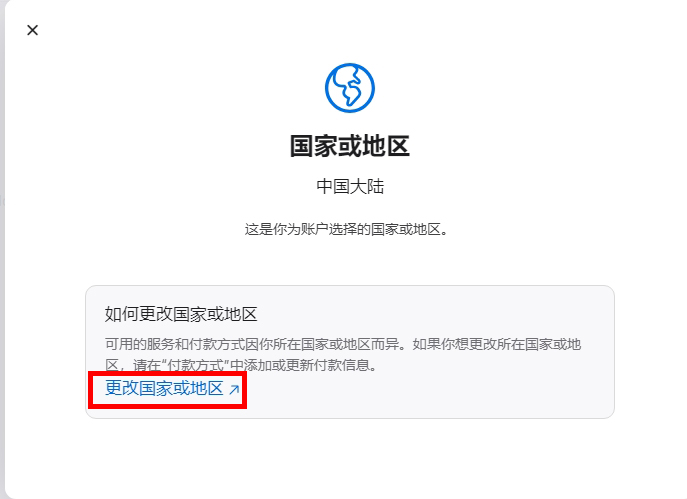 国家或地区
中国大陆
这是你为账户选择的国家或地区。
如何更改国家或地区
可用的服务和付款方式因你所在国家或地区而异。如果你想更改所在国家或地
区，请在“付款方式”中添加或更新付款信息。
更改国家或地区↗